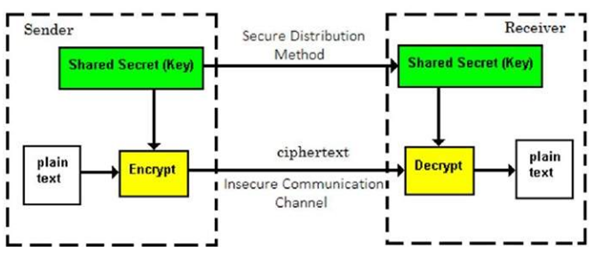 Sender
Receiver
Secure Distribution
Method
Shared Secret (Key)
Shared Secret (Key)
plain
text
Encrypt
ciphertext
Insecure Communication
Channel
Decrypt
plain
text